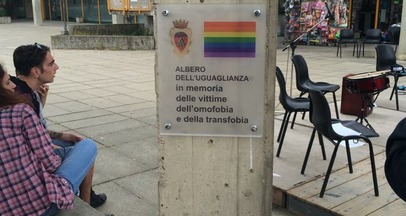 ALBERO
DELL'UGUAGLIANZA
in memoria
delle vittime
dell'omofobia
e della transfobia